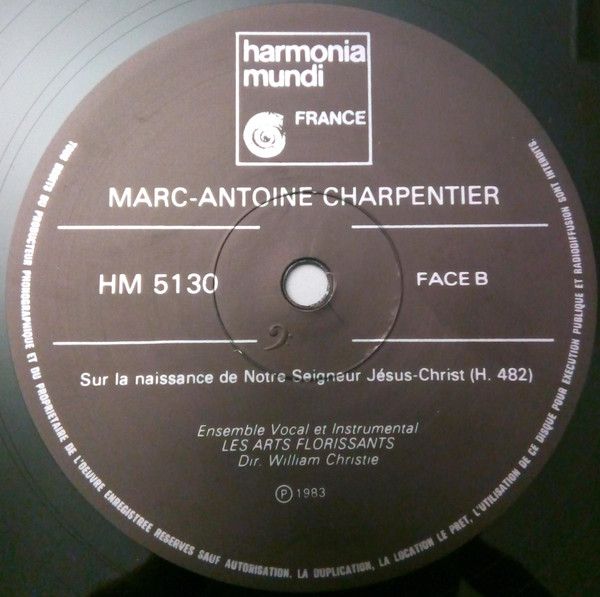 harmonia
mundi
FRANCE
MARC-ANTOINE CHARPENTIER
HM 5130
FACE B
Sur la naissance de Notre Seigneur Jésus-Christ (H. 482)
Ensemble Vocal et Instrumental
LES ARTS FLORISSANTS
Dir. William Christie
Ⓟ 1983
TOUS DROITS DU PRODUCTEUR PHONOGRAPHIQUE ET DU PROPRIETAIRE DE L'OEUVRE ENREGISTREE RESERVES SAUF AUTORISATION. LA DUPLICATION, LA LOCATION LE PRET, L'UTILISATION DE CE DISQUE POUR EXECUTION PUBLIQUE ET RADIODIFFUSION SONT INTERDITS.